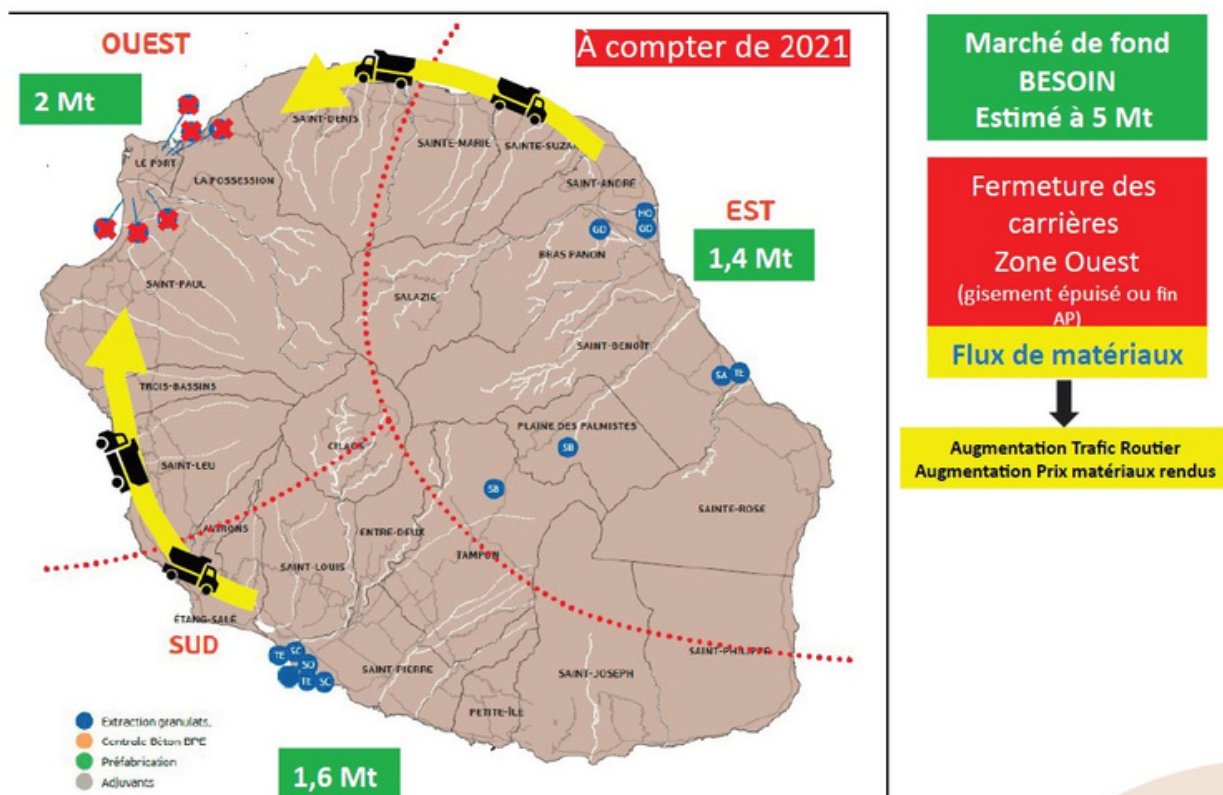 OUEST
À compter de 2021
2 Mt
SAINT-DENIS
SAINTE-MARIE
SAINTE-SUZA
LE PORT
LA POSSESSION
SAINT-ANDRÉ
EST
HO
GD
GD
1,4 Mt
BRAS PANON
SAINT-PAUL
SALAZIE
SAINT-BENOÎT
TROIS-BASSINS
SA
TE
PLAINE DES PALMISTES
SB
CILAOS
SAINT-LEU
SB
SAINTE-ROSE
AVIRONS
ENTRE-DEUX
TAMPON
SAINT-LOUIS
ÉTANG-SALÉ
SUD
TE
SC
SO
TE
SC
SAINT-PIERRE
SAINT-JOSEPH
SAINT-PHILIPPE
PETITE-ÎLE
Extraction granulats.
Centrale Béton BPE
Préfabrication
Adjuvants
1,6 Mt
Marché de fond
BESOIN
Estimé à 5 Mt
Fermeture des
carrières
Zone Ouest
(gisement épuisé ou fin
AP)
Flux de matériaux
Augmentation Trafic Routier
Augmentation Prix matériaux rendus